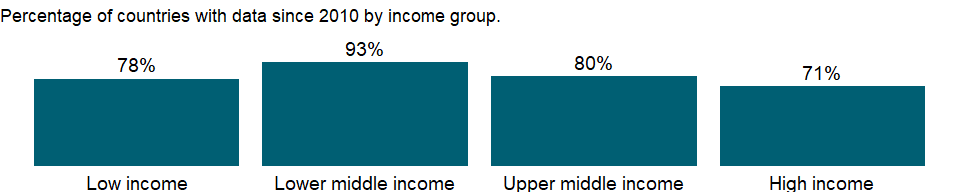 Percentage of countries with data since 2010 by income group.
78%
93%
80%
71%
Low income
Lower middle income
Upper middle income
High income